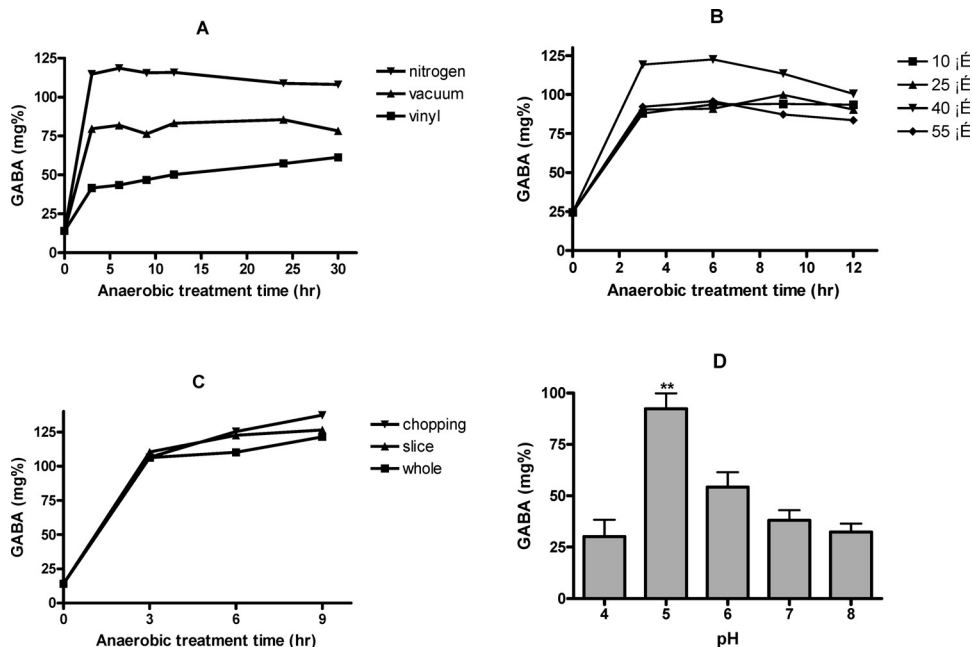 A
GABA (mg%)
125
100
75
50
25
0
0 5 10 15 20 25 30
Anaerobic treatment time (hr)
nitrogen
vacuum
vinyl
B
GABA (mg%)
125
100
75
50
25
0
0 2 4 6 8 10 12
Anaerobic treatment time (hr)
10 ¡É
25 ¡É
40 ¡É
55 ¡É
C
GABA (mg%)
125
100
75
50
25
0
0 3 6 9
Anaerobic treatment time (hr)
chopping
slice
whole
D
GABA (mg%)
100
75
50
25
0
**
4 5 6 7 8
pH